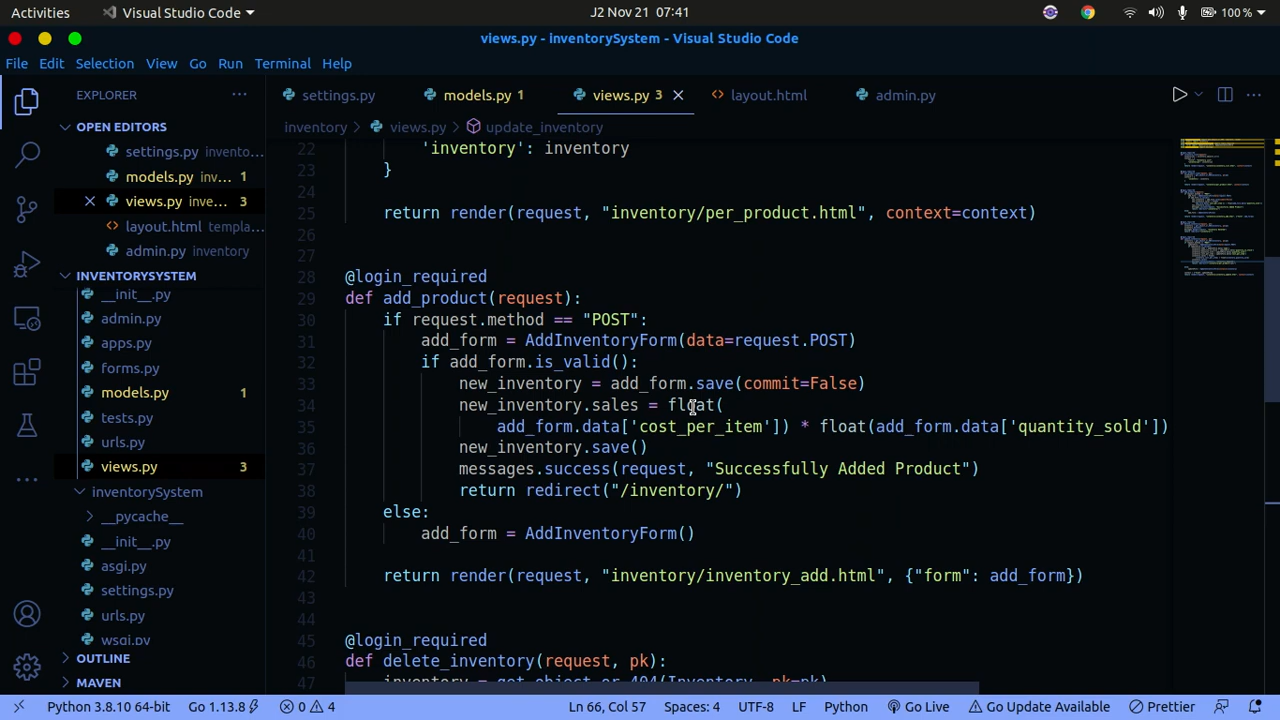 Activities
Visual Studio Code
J2 Nov 21 07:41
100 %
views.py - inventorySystem - Visual Studio Code
File Edit Selection View Go Run Terminal Help
EXPLORER
settings.py
models.py 1
views.py 3
layout.html
admin.py
inventory > views.py > update_inventory
OPEN EDITORS
settings.py invento...
models.py inv... 1
views.py inve... 3
layout.html templa...
admin.py inventory
INVENTORYSYSTEM
__init__.py
admin.py
apps.py
forms.py
models.py 1
tests.py
urls.py
views.py 3
inventorySystem
__pycache__
__init__.py
asgi.py
settings.py
urls.py
wsgi.py
OUTLINE
MAVEN
22 'inventory': inventory
23 }
24
25 return render(request, "inventory/per_product.html", context=context)
26
27
28 @login_required
29 def add_product(request):
30 if request.method == "POST":
31 add_form = AddInventoryForm(data=request.POST)
32 if add_form.is_valid():
33 new_inventory = add_form.save(commit=False)
34 new_inventory.sales = float(
35 add_form.data['cost_per_item']) * float(add_form.data['quantity_sold'])
36 new_inventory.save()
37 messages.success(request, "Successfully Added Product")
38 return redirect("/inventory/")
39 else:
40 add_form = AddInventoryForm()
41
42 return render(request, "inventory/inventory_add.html", {"form": add_form})
43
44
45 @login_required
46 def delete_inventory(request, pk):
47 inventory = get_object_or_404(Inventory, pk=pk)
Python 3.8.10 64-bit Go 1.13.8 0 4 Ln 66, Col 57 Spaces: 4 UTF-8 LF Python Go Live Go Update Available Prettier